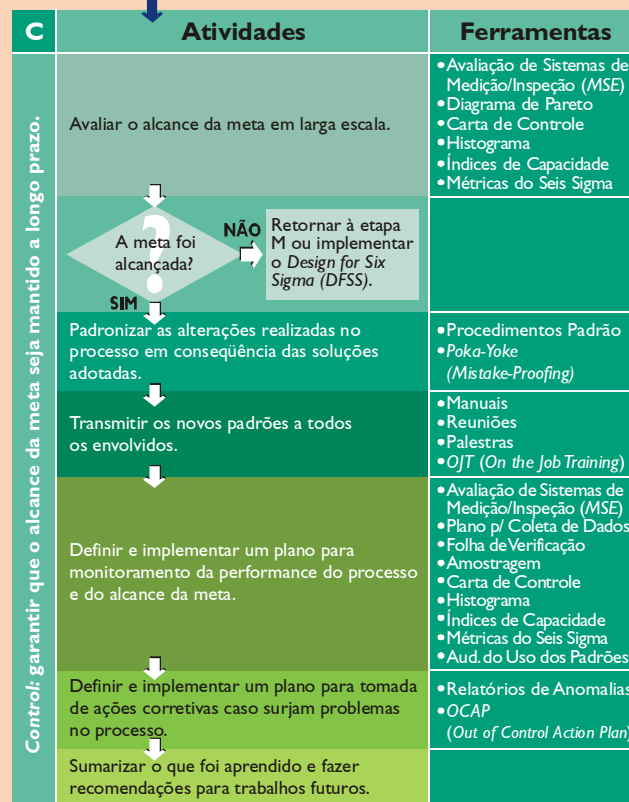 C
Atividades
Ferramentas
Control: garantir que o alcance da meta seja mantido a longo prazo.
Avaliar o alcance da meta em larga escala.
•Avaliação de Sistemas de
Medição/Inspeção (MSE)
•Diagrama de Pareto
•Carta de Controle
•Histograma
•Índices de Capacidade
•Métricas do Seis Sigma
?
A meta foi
alcançada?
NÃO
SIM
Retornar à etapa
M ou implementar
o Design for Six
Sigma (DFSS).
Padronizar as alterações realizadas no
processo em conseqüência das soluções
adotadas.
•Procedimentos Padrão
•Poka-Yoke
(Mistake-Proofing)
Transmitir os novos padrões a todos
os envolvidos.
•Manuais
•Reuniões
•Palestras
•OJT (On the Job Training)
Definir e implementar um plano para
monitoramento da performance do processo
e do alcance da meta.
•Avaliação de Sistemas de
Medição/Inspeção (MSE)
•Plano p/ Coleta de Dados
•Folha de Verificação
•Amostragem
•Carta de Controle
•Histograma
•Índices de Capacidade
•Métricas do Seis Sigma
•Aud. do Uso dos Padrões
Definir e implementar um plano para tomada
de ações corretivas caso surjam problemas
no processo.
•Relatórios de Anomalias
•OCAP
(Out of Control Action Plan)
Sumarizar o que foi aprendido e fazer
recomendações para trabalhos futuros.